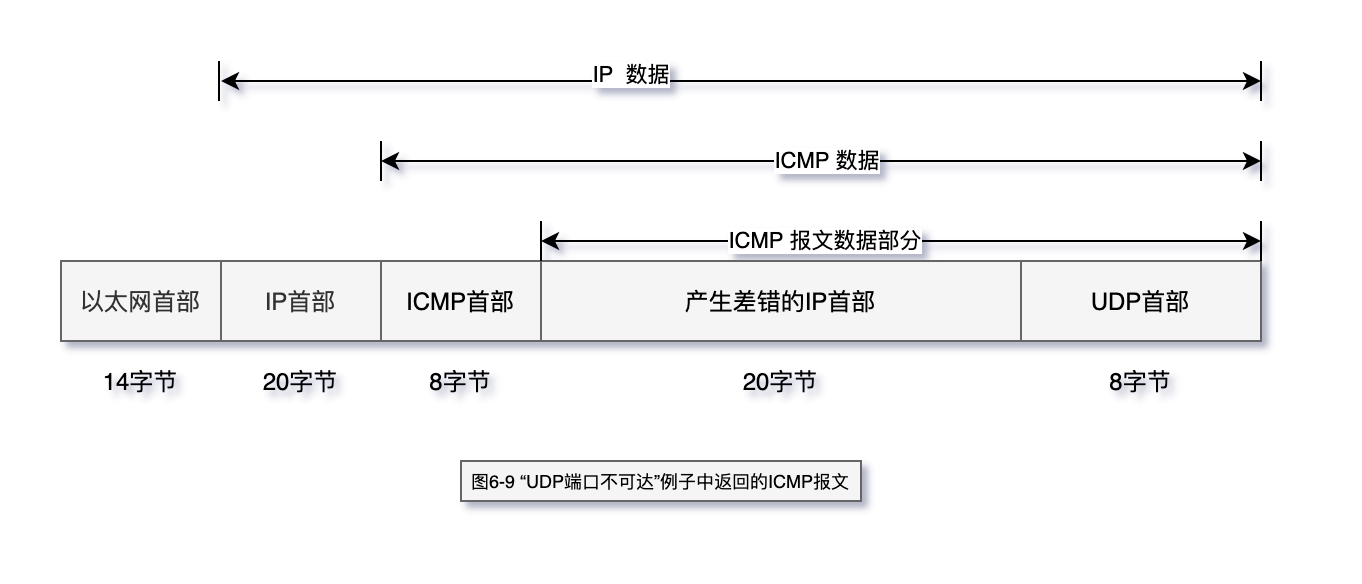 IP 数据
ICMP 数据
ICMP 报文数据部分
以太网首部 IP首部 ICMP首部 产生差错的IP首部 UDP首部
14字节 20字节 8字节 20字节 8字节
图6-9 “UDP端口不可达”例子中返回的ICMP报文